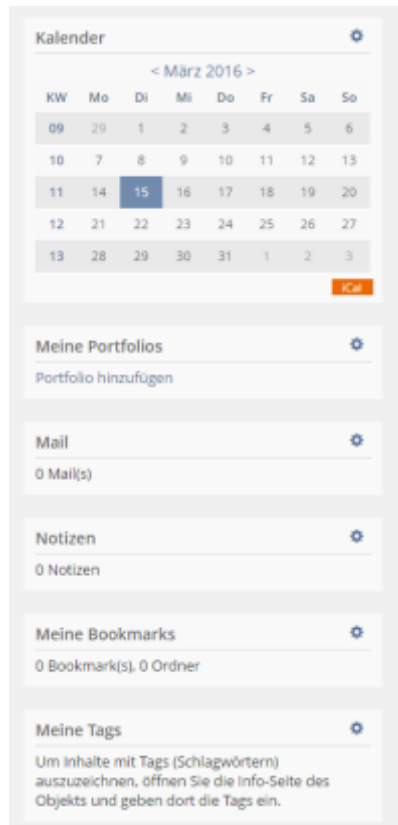 Kalender
< März 2016 >
KW Mo Di Mi Do Fr Sa So
09 29 1 2 3 4 5 6
10 7 8 9 10 11 12 13
11 14 15 16 17 18 19 20
12 21 22 23 24 25 26 27
13 28 29 30 31 1 2 3
iCal
Meine Portfolios
Portfolio hinzufügen
Mail
0 Mail(s)
Notizen
0 Notizen
Meine Bookmarks
0 Bookmark(s), 0 Ordner
Meine Tags
Um Inhalte mit Tags (Schlagwörtern)
auszuzeichnen, öffnen Sie die Info-Seite des
Objekts und geben dort die Tags ein.